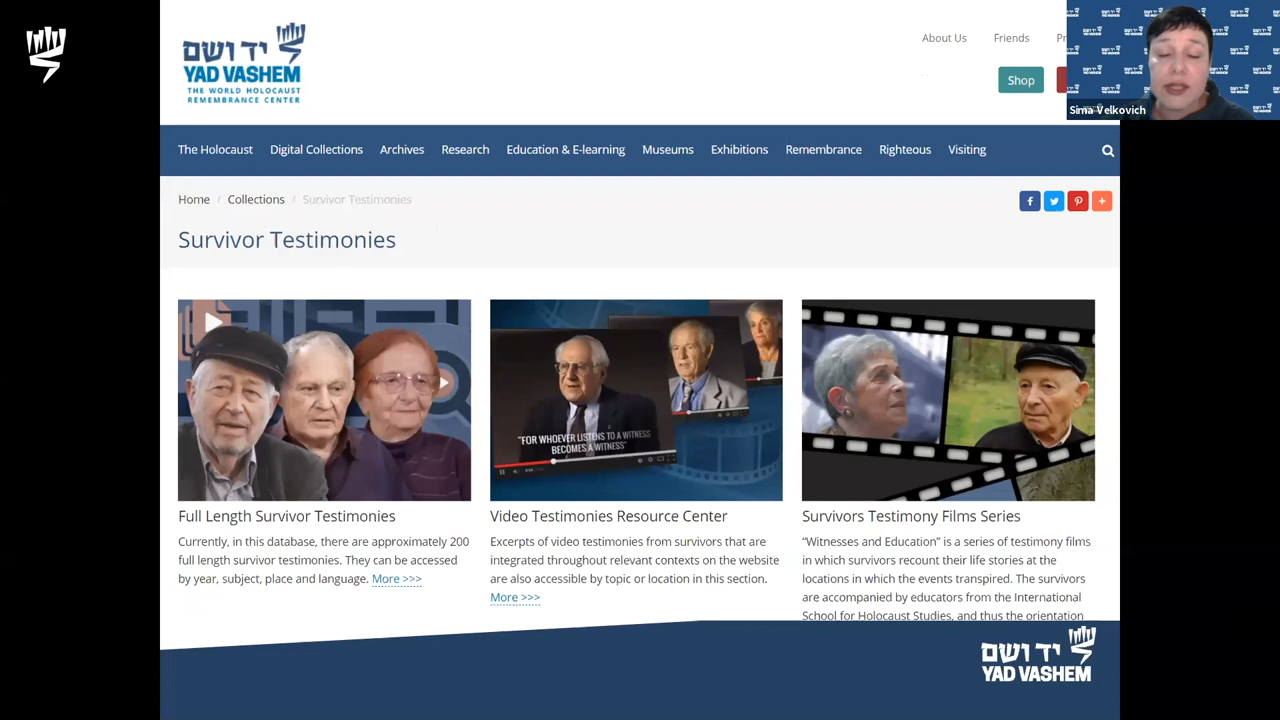 יד ושם
YAD VASHEM
THE WORLD HOLOCAUST
REMEMBRANCE CENTER
About Us
Friends
Shop
Sima Velkovich
The Holocaust
Digital Collections
Archives
Research
Education & E-learning
Museums
Exhibitions
Remembrance
Righteous
Visiting
Home / Collections / Survivor Testimonies
Survivor Testimonies
"FOR WHOEVER LISTENS TO A WITNESS
BECOMES A WITNESS"
Full Length Survivor Testimonies
Currently, in this database, there are approximately 200
full length survivor testimonies. They can be accessed
by year, subject, place and language. More >>>
Video Testimonies Resource Center
Excerpts of video testimonies from survivors that are
integrated throughout relevant contexts on the website
are also accessible by topic or location in this section.
More >>>
Survivors Testimony Films Series
“Witnesses and Education” is a series of testimony films
in which survivors recount their life stories at the
locations in which the events transpired. The survivors
are accompanied by educators from the International
School for Holocaust Studies, and thus the orientation
יד ושם
YAD VASHEM